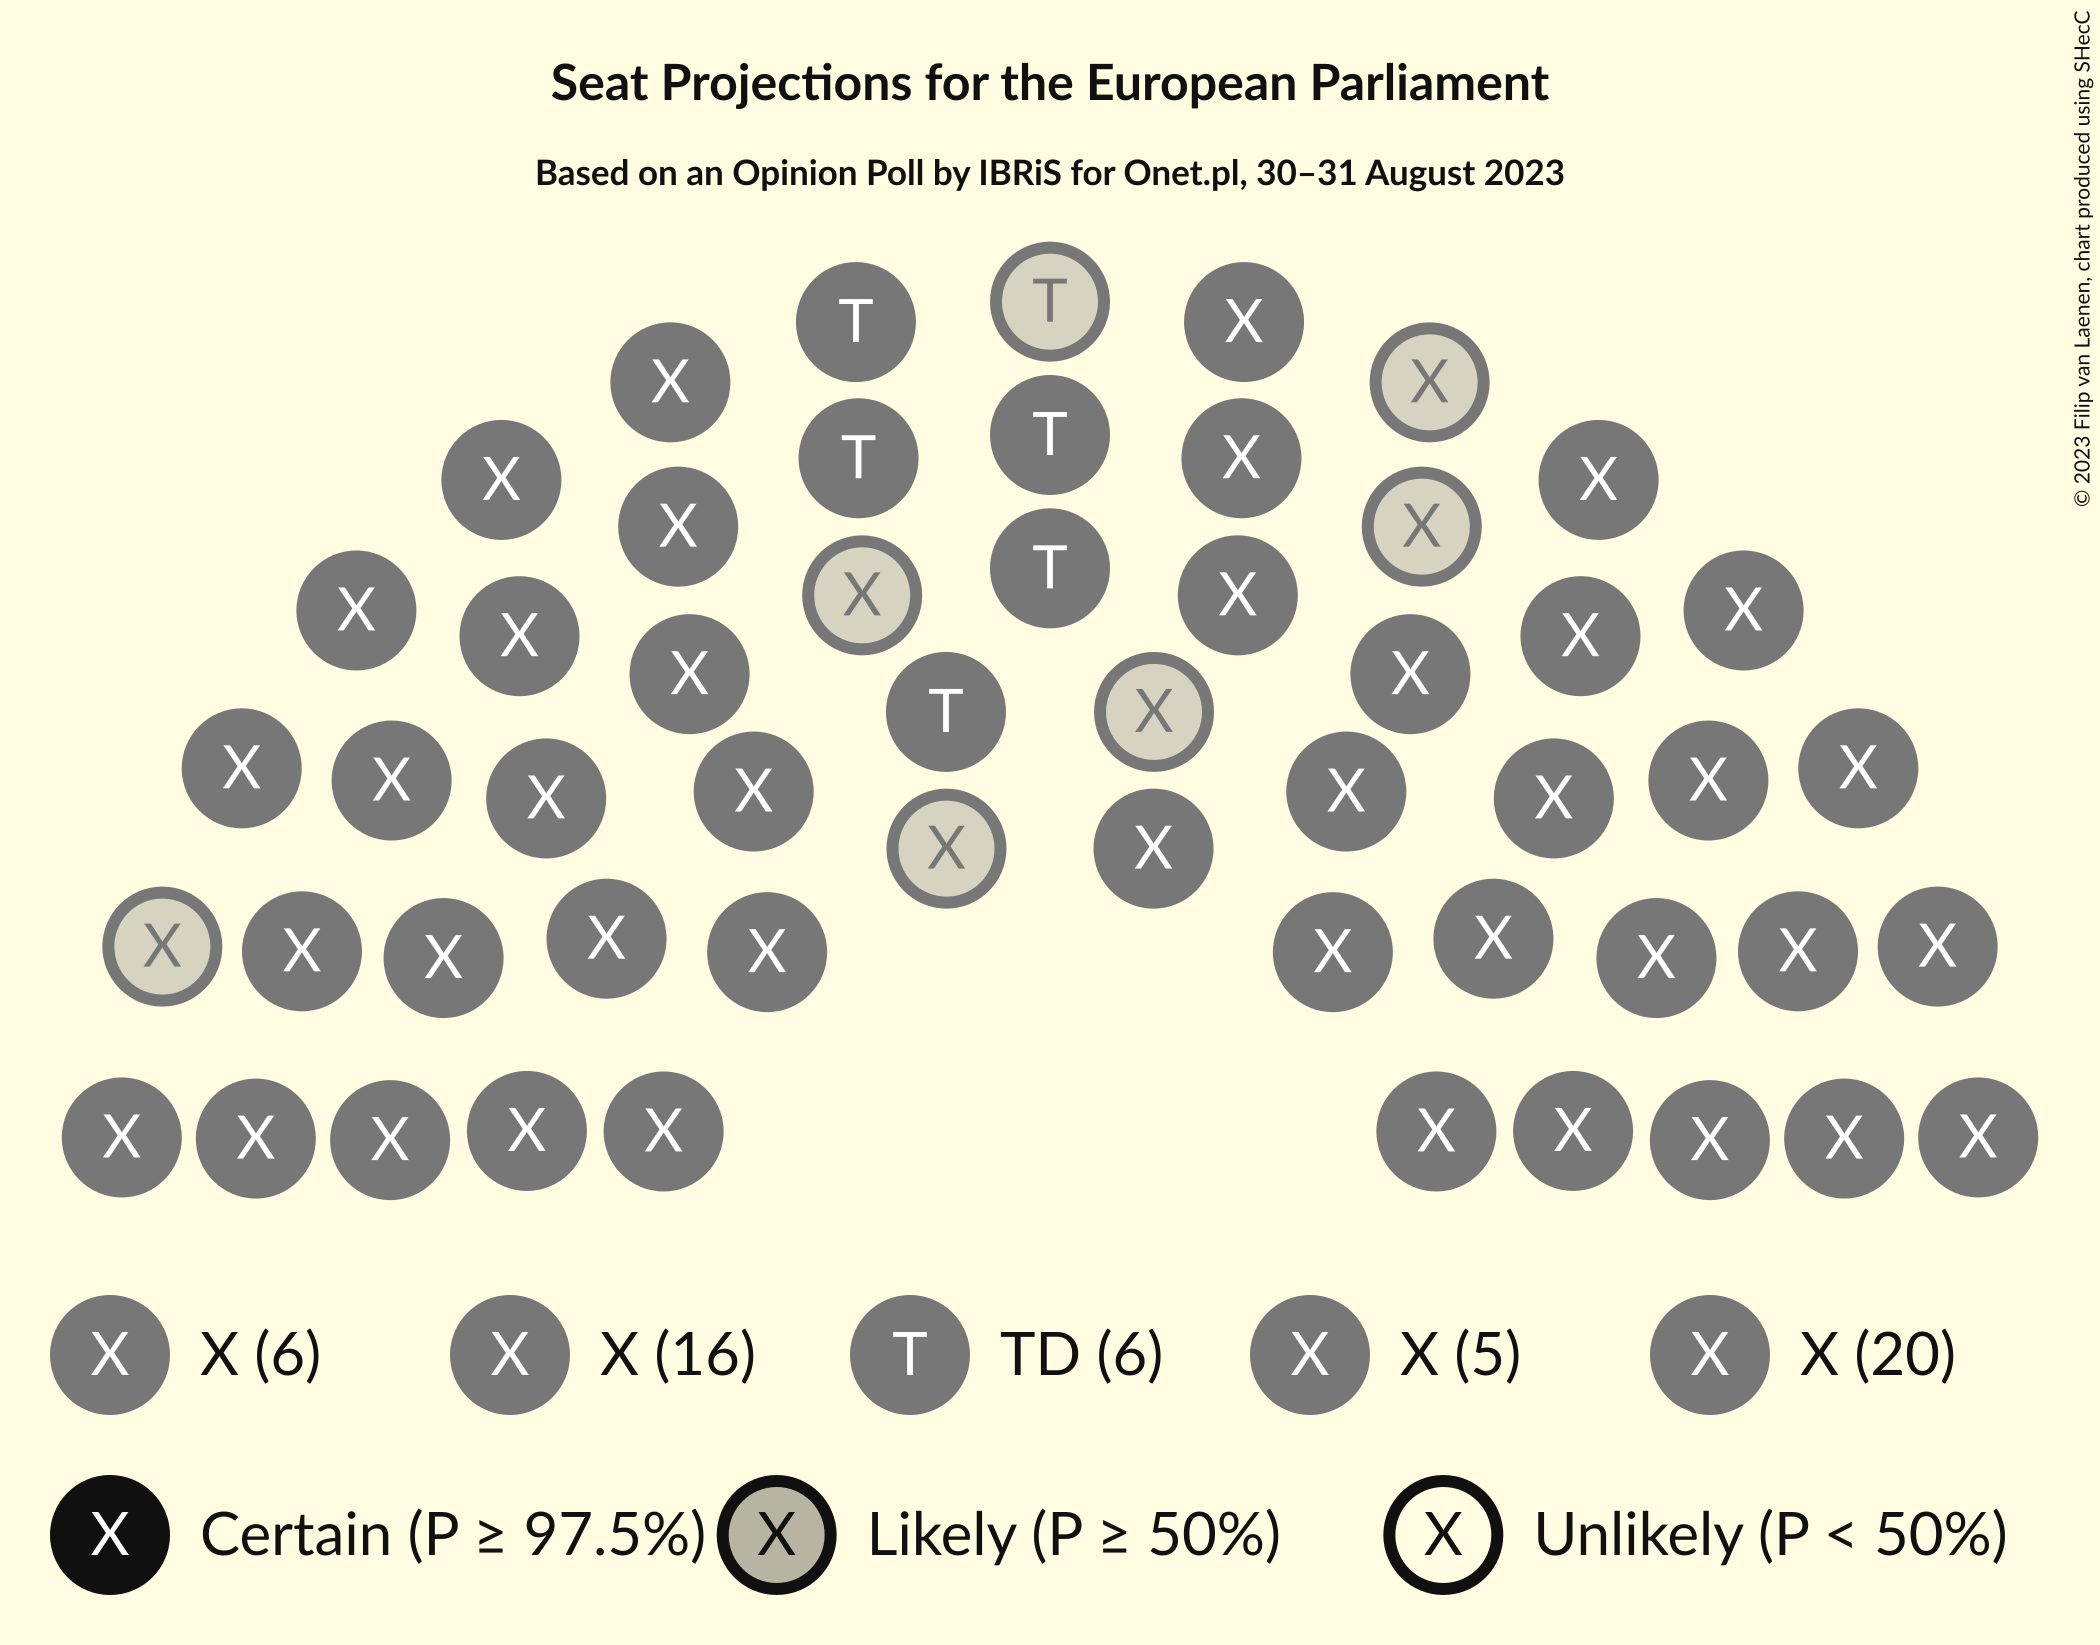 Seat Projections for the European Parliament
Based on an Opinion Poll by IBRiS for Onet.pl, 30–31 August 2023
© 2023 Filip van Laenen, chart produced using SHecC
T
T X
X X
X T X
T
X X
X T X
X X
X X
X X X
X X
T X
X X
X X X X
X X X X
X X
X X
X X X X
X X
X X
X X X X X X X X X X
X X (6) X X (16) T TD (6) X X (5) X X (20)
X Certain (P ≥ 97.5%) X Likely (P ≥ 50%) X Unlikely (P < 50%)